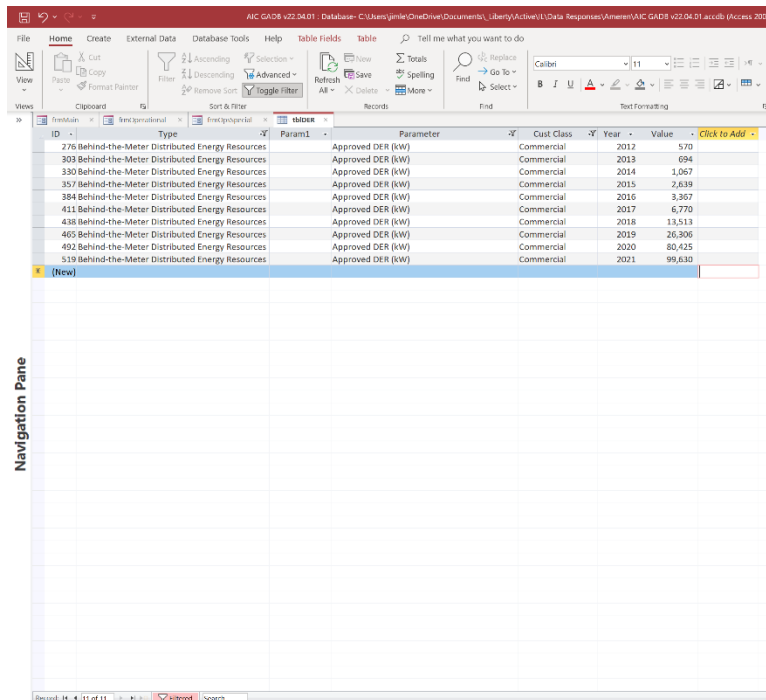 AIC GADB v22.04.01 : Database- C:\Users\jimle\OneDrive\Documents\_Liberty\Active\IL\Data Responses\Ameren\AIC GADB v22.04.01.accdb (Access 200
File Home Create External Data Database Tools Help Table Fields Table Tell me what you want to do
View Paste Cut Copy Format Painter Filter Ascending Descending Remove Sort Selection Advanced Toggle Filter Refresh All New Save Delete Totals Spelling More Find Replace Go To Select Calibri 11 B I U A
Views Clipboard Sort & Filter Records Find Text Formatting
frmMain frmOperational frmOpsSpecial tblDER
ID Type Param1 Parameter Cust Class Year Value Click to Add
276 Behind-the-Meter Distributed Energy Resources Approved DER (kW) Commercial 2012 570
303 Behind-the-Meter Distributed Energy Resources Approved DER (kW) Commercial 2013 694
330 Behind-the-Meter Distributed Energy Resources Approved DER (kW) Commercial 2014 1,067
357 Behind-the-Meter Distributed Energy Resources Approved DER (kW) Commercial 2015 2,639
384 Behind-the-Meter Distributed Energy Resources Approved DER (kW) Commercial 2016 3,367
411 Behind-the-Meter Distributed Energy Resources Approved DER (kW) Commercial 2017 6,770
438 Behind-the-Meter Distributed Energy Resources Approved DER (kW) Commercial 2018 13,513
465 Behind-the-Meter Distributed Energy Resources Approved DER (kW) Commercial 2019 26,306
492 Behind-the-Meter Distributed Energy Resources Approved DER (kW) Commercial 2020 80,425
519 Behind-the-Meter Distributed Energy Resources Approved DER (kW) Commercial 2021 99,630
(New)
Navigation Pane
Record: 11 of 11 Filtered Search